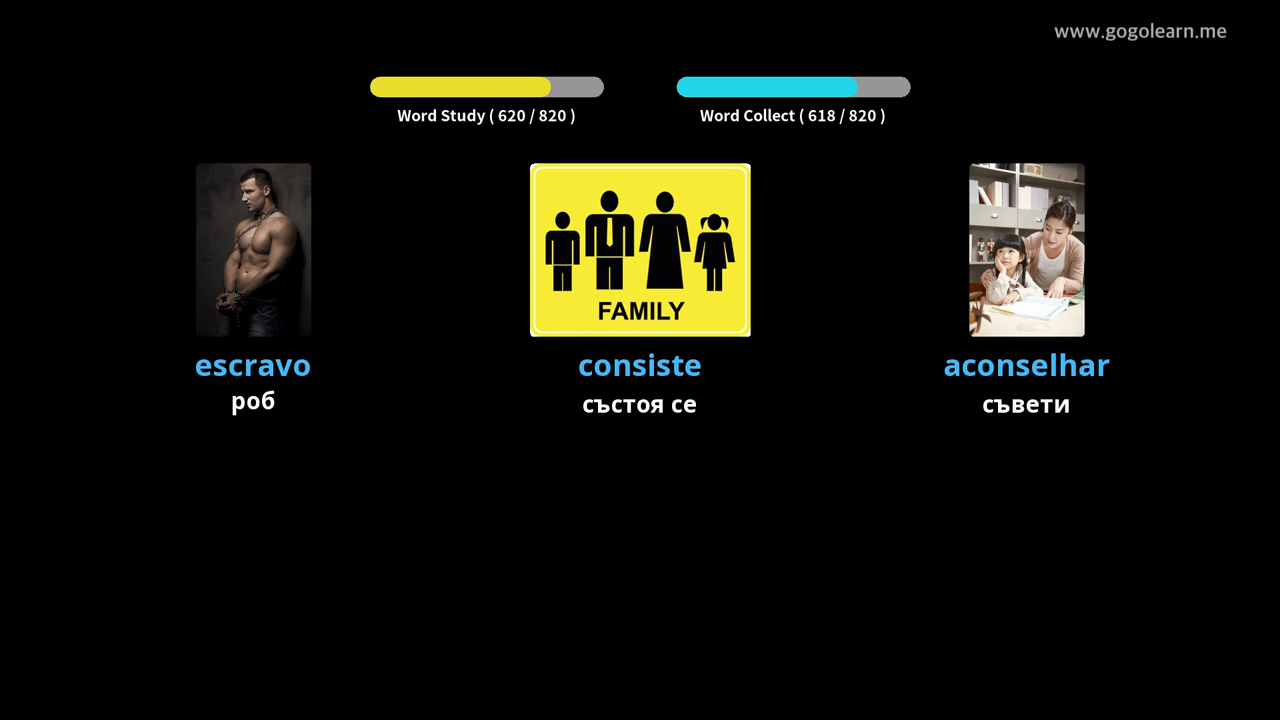 www.gogolearn.me
Word Study ( 620 / 820 )
Word Collect ( 618 / 820 )
FAMILY
escravo
consiste
aconselhar
роб
състоя се
съвети